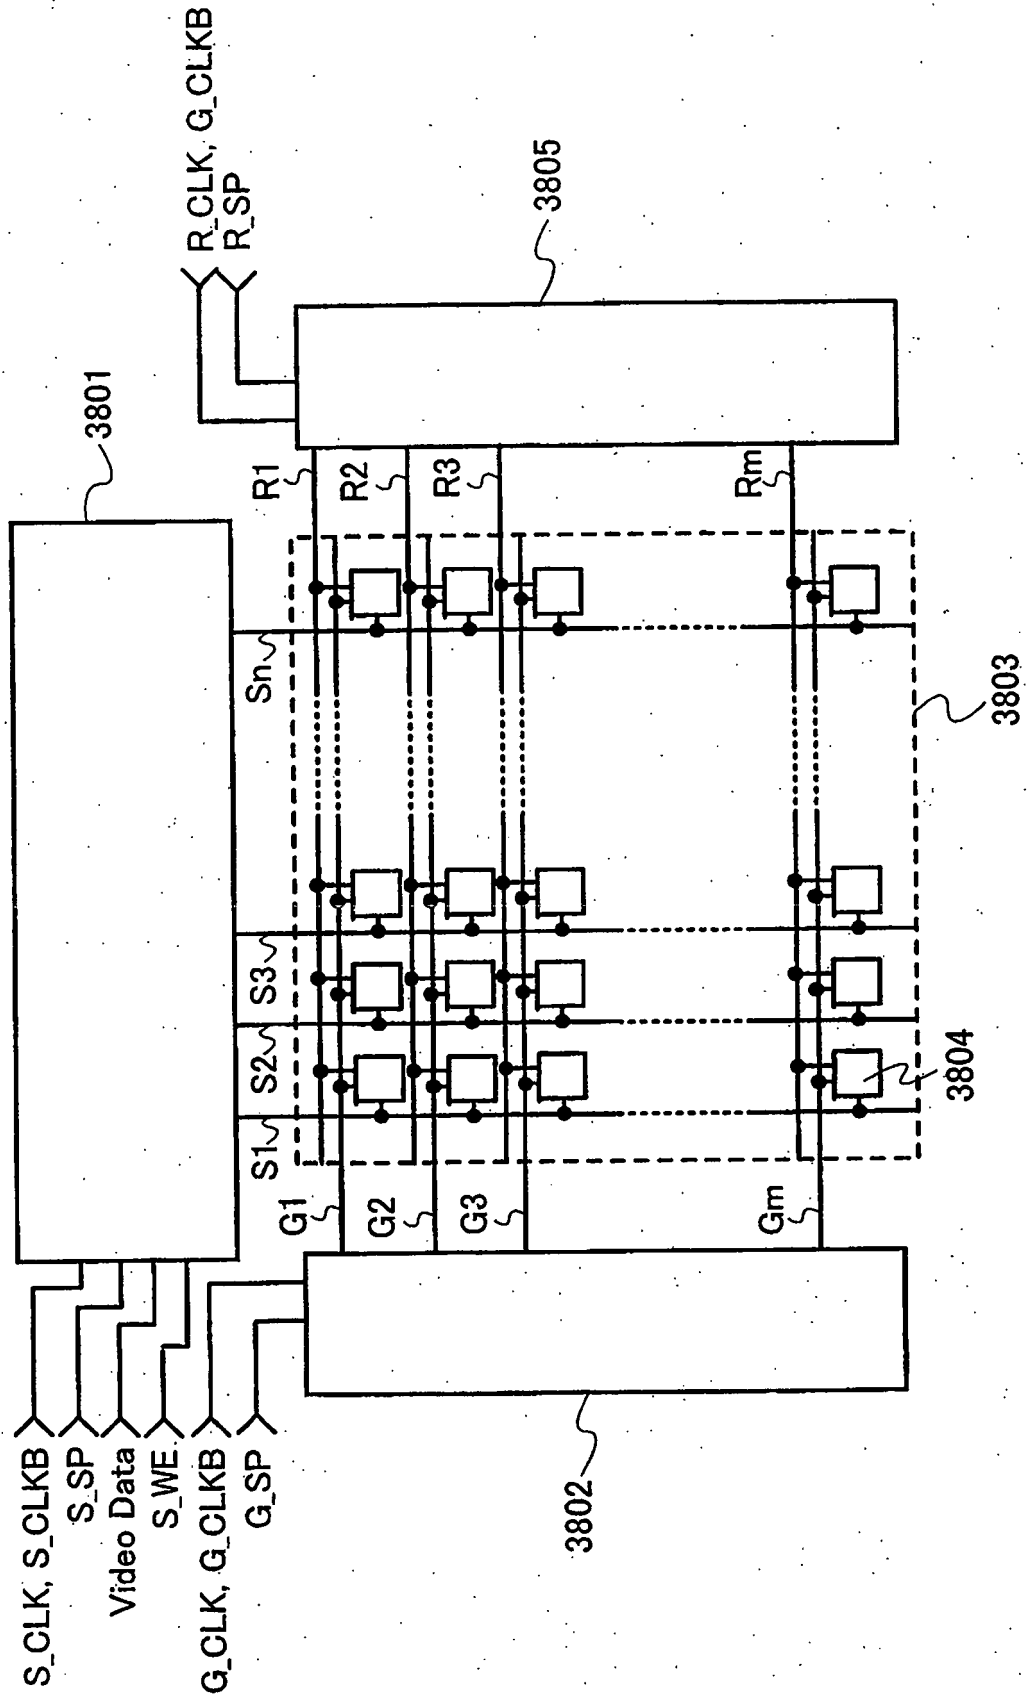 3801
S_CLK, S_CLKB
S_SP
Video Data
S_WE
G_CLK, G_CLKB
G_SP
R_CLK, G_CLKB
R_SP
S1
S2
S3
Sn
G1
G2
G3
Gm
R1
R2
R3
Rm
3802
3804
3803
3805